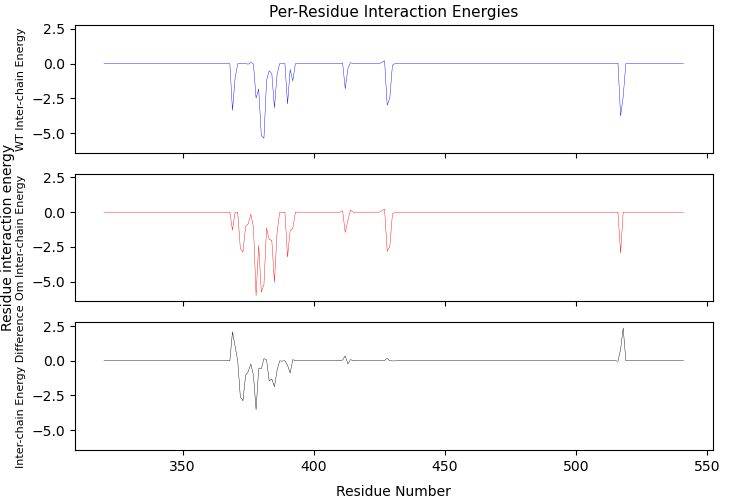 Per-Residue Interaction Energies
WT Inter-chain Energy
2.5
0.0
−2.5
−5.0
Residue interaction energy
Om Inter-chain Energy
2.5
0.0
−2.5
−5.0
Inter-chain Energy Difference
2.5
0.0
−2.5
−5.0
350
400
450
500
550
Residue Number